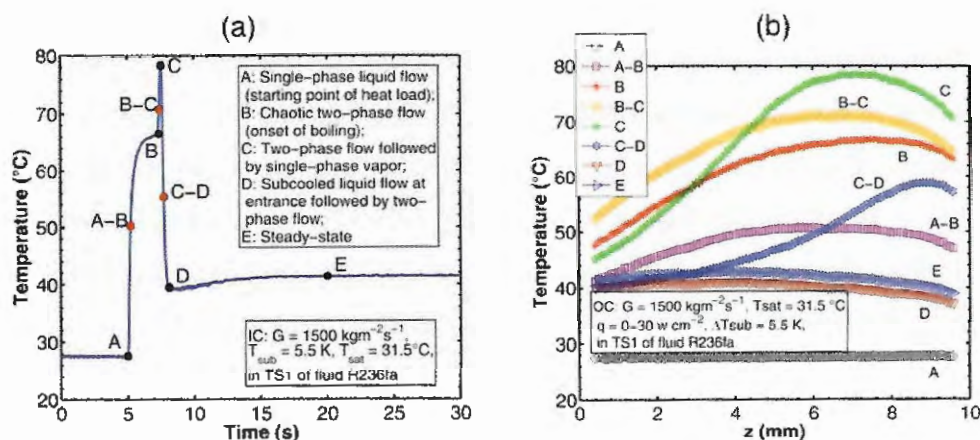 (a)
80
70
60
50
40
30
20
Temperature (°C)
0 5 10 15 20 25 30
Time (s)
C
B–C
B
C–D
A–B
D
E
A
A: Single–phase liquid flow
(starting point of heat load);
B: Chaotic two–phase flow
(onset of boiling);
C: Two–phase flow followed
by single–phase vapor;
D: Subcooled liquid flow at
entrance followed by two–
phase flow;
E: Steady–state
IC: G = 1500 kgm⁻²s⁻¹
T sub = 5.5 K, T sat = 31.5°C,
in TS1 of fluid R236fa
(b)
80
70
60
50
40
30
20
Temperature (°C)
0 2 4 6 8 10
z (mm)
A
A–B
B
B–C
C
C–D
D
E
C
B–C
B
C–D
A–B
E
D
A
OC: G = 1500 kgm⁻²s⁻¹, Tsat = 31.5 °C
q = 0–30 w cm⁻², ΔTsub = 5.5 K,
in TS1 of fluid R236fa